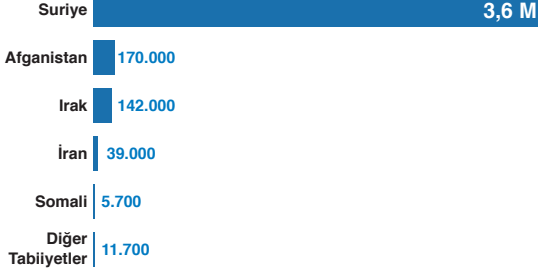 Suriye 3,6 M
Afganistan 170.000
Irak 142.000
İran 39.000
Somali 5.700
Diğer
Tabiiyetler 11.700